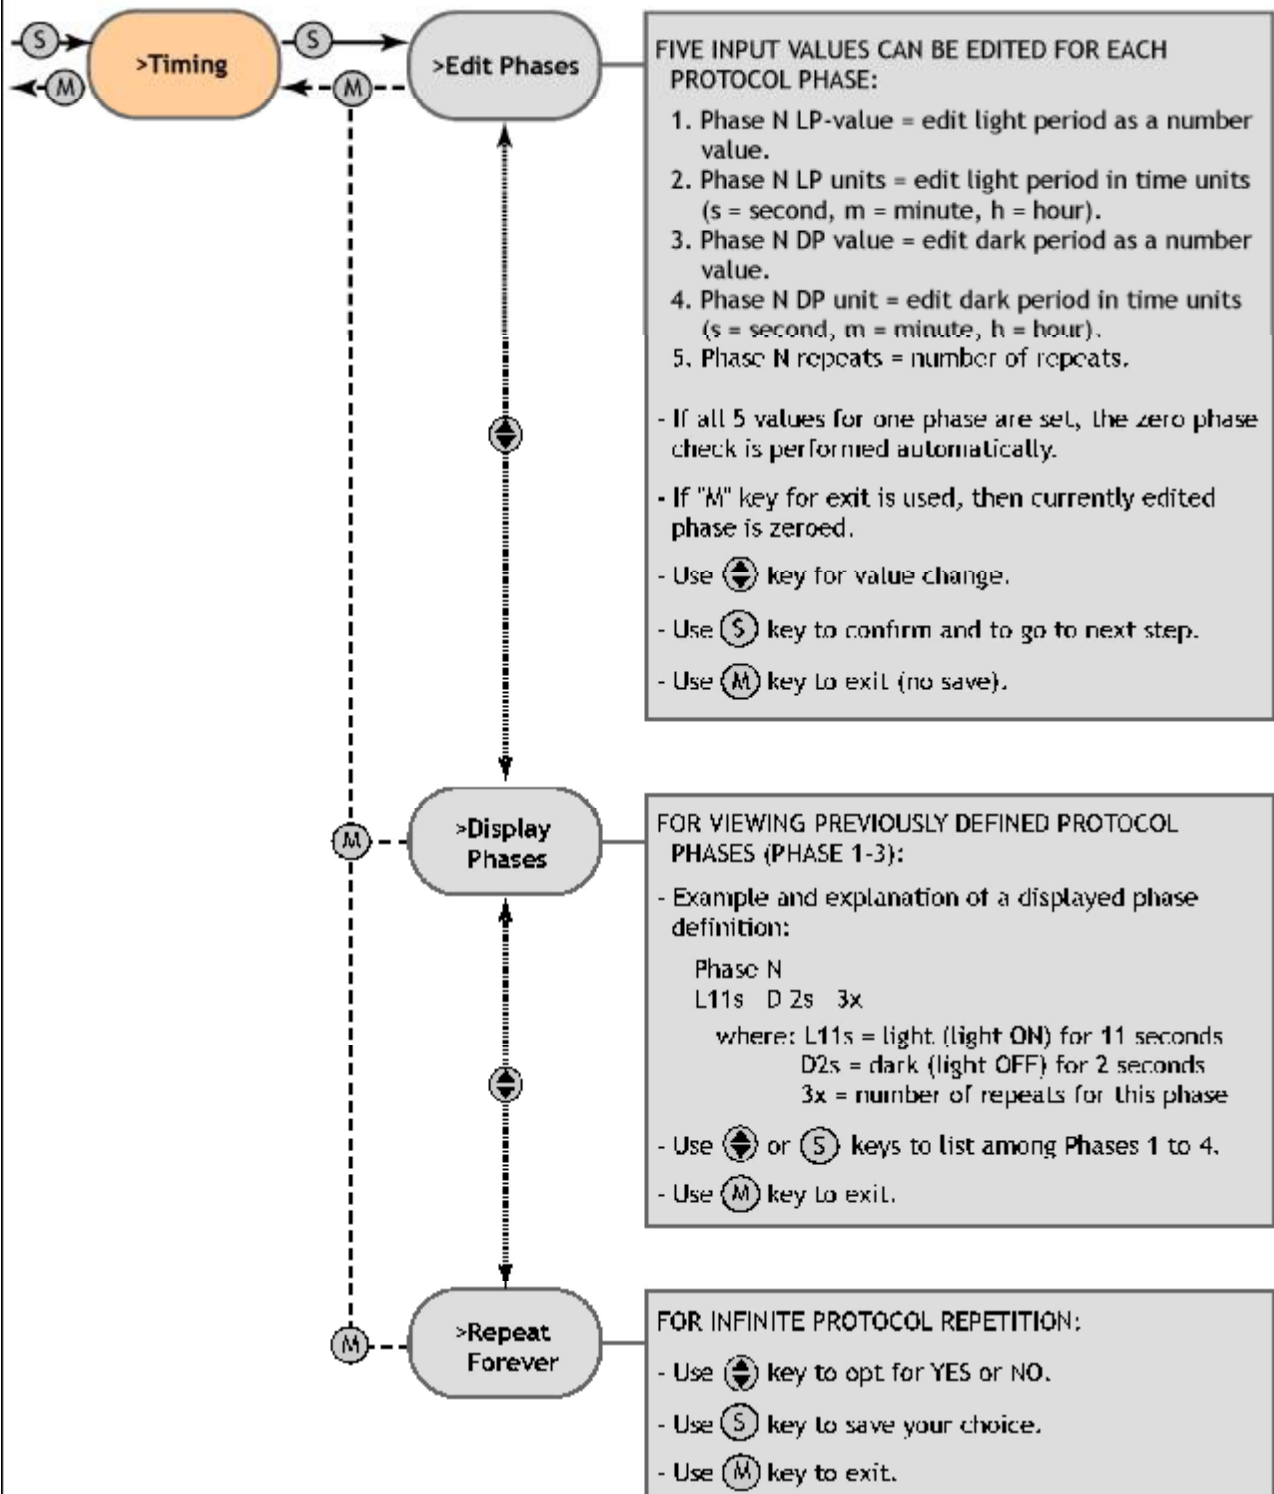 S
>Timing
S
>Edit Phases
M
M
FIVE INPUT VALUES CAN BE EDITED FOR EACH
PROTOCOL PHASE:
1. Phase N LP-value = edit light period as a number
value.
2. Phase N LP units = edit light period in time units
(s = second, m = minute, h = hour).
3. Phase N DP value = edit dark period as a number
value.
4. Phase N DP unit = edit dark period in time units
(s = second, m = minute, h = hour).
5. Phase N repeats = number of repeats.
- If all 5 values for one phase are set, the zero phase
check is performed automatically.
- If "M" key for exit is used, then currently edited
phase is zeroed.
- Use key for value change.
- Use S key to confirm and to go to next step.
- Use M key to exit (no save).
M
>Display
Phases
FOR VIEWING PREVIOUSLY DEFINED PROTOCOL
PHASES (PHASE 1-3):
- Example and explanation of a displayed phase
definition:
Phase N
L11s D 2s 3x
where: L11s = light (light ON) for 11 seconds
D2s = dark (light OFF) for 2 seconds
3x = number of repeats for this phase
- Use or S keys to list among Phases 1 to 4.
- Use M key to exit.
M
>Repeat
Forever
FOR INFINITE PROTOCOL REPETITION:
- Use key to opt for YES or NO.
- Use S key to save your choice.
- Use M key to exit.